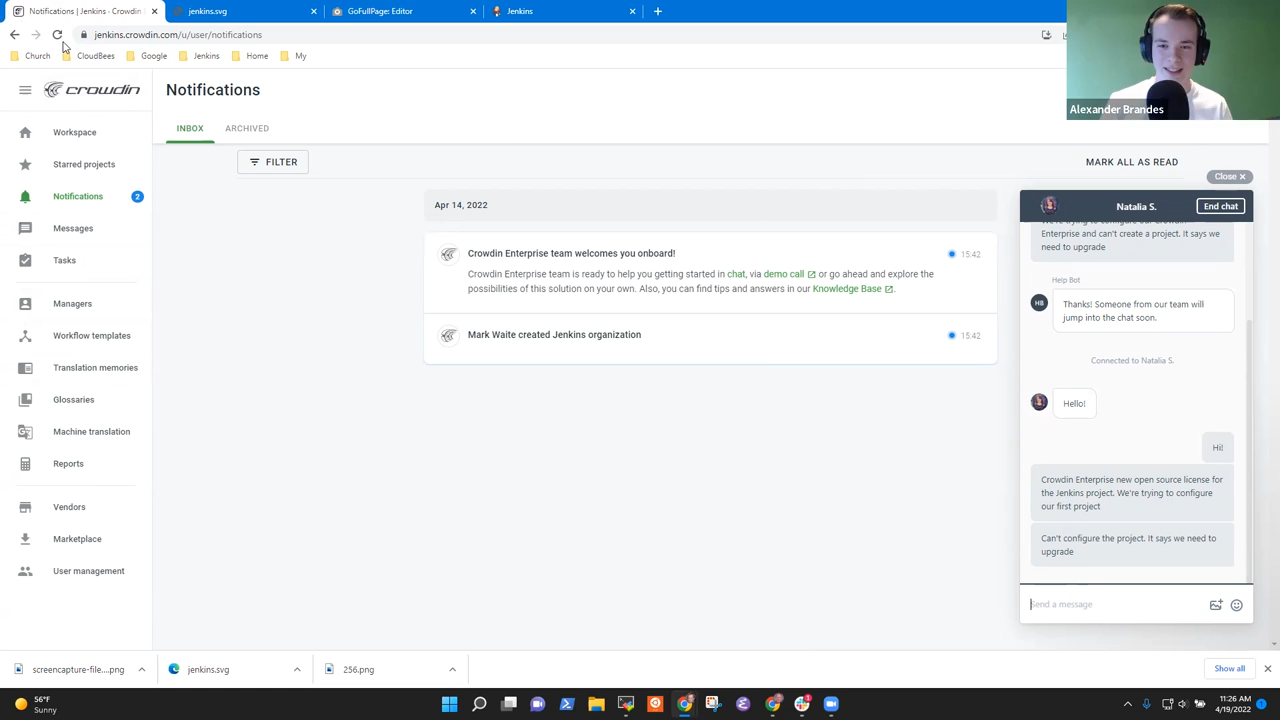 Notifications | Jenkins - Crowdin
jenkins.svg
GoFullPage: Editor
Jenkins
jenkins.crowdin.com/u/user/notifications
Church
CloudBees
Google
Jenkins
Home
My
Alexander Brandes
crowdin
Notifications
INBOX
ARCHIVED
FILTER
MARK ALL AS READ
Workspace
Starred projects
Notifications
2
Messages
Tasks
Managers
Workflow templates
Translation memories
Glossaries
Machine translation
Reports
Vendors
Marketplace
User management
Apr 14, 2022
Crowdin Enterprise team welcomes you onboard!
15:42
Crowdin Enterprise team is ready to help you getting started in chat, via demo call or go ahead and explore the
possibilities of this solution on your own. Also, you can find tips and answers in our Knowledge Base.
Mark Waite created Jenkins organization
15:42
Close
Natalia S.
End chat
Enterprise and can't create a project. It says we
need to upgrade
Help Bot
HB
Thanks! Someone from our team will
jump into the chat soon.
Connected to Natalia S.
Hello!
Hi!
Crowdin Enterprise new open source license for
the Jenkins project. We're trying to configure
our first project
Can't configure the project. It says we need to
upgrade
Send a message
screencapture-file....png
jenkins.svg
256.png
Show all
56°F
Sunny
11:26 AM
4/19/2022